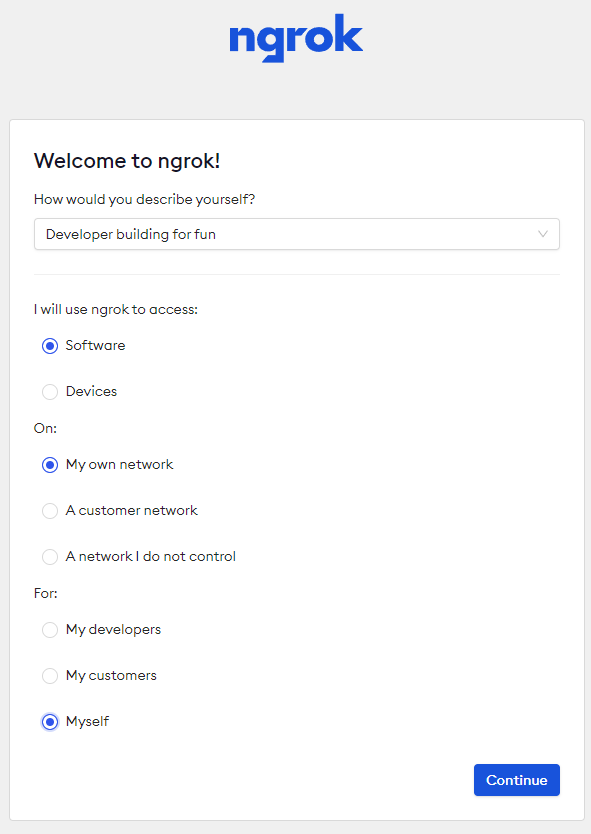 ngrok
Welcome to ngrok!
How would you describe yourself?
Developer building for fun
I will use ngrok to access:
Software
Devices
On:
My own network
A customer network
A network I do not control
For:
My developers
My customers
Myself
Continue